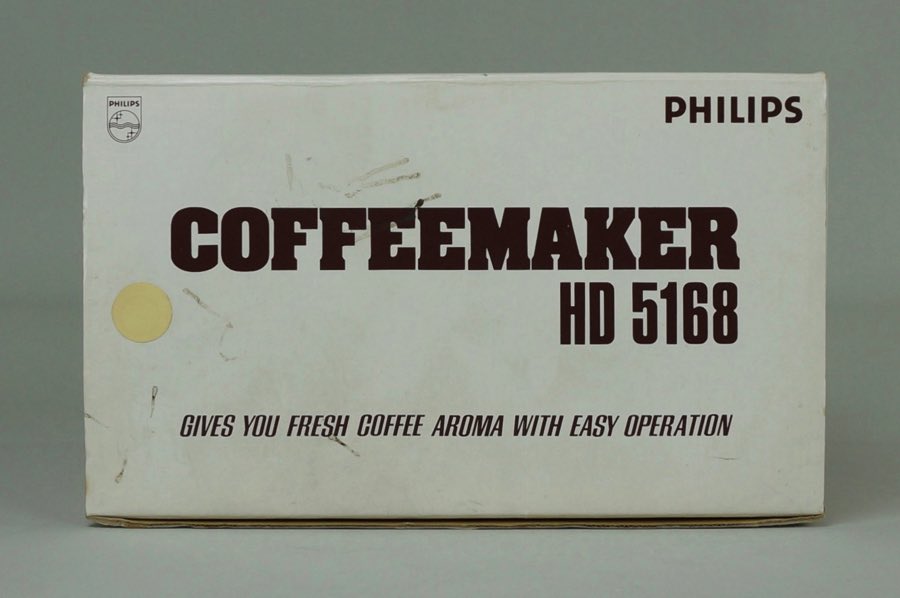 PHILIPS
PHILIPS
COFFEEMAKER
HD 5168
GIVES YOU FRESH COFFEE AROMA WITH EASY OPERATION